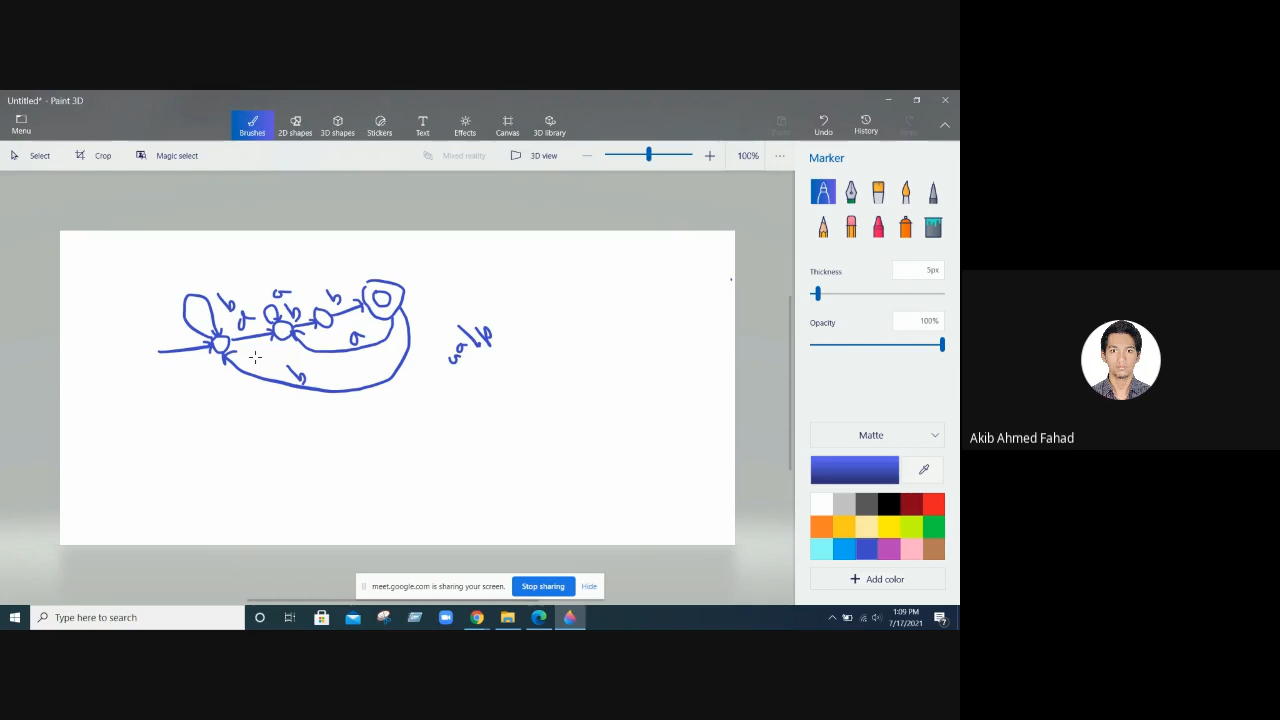 Untitled* - Paint 3D
Menu
Brushes
2D shapes
3D shapes
Stickers
Text
Effects
Canvas
3D library
Undo
History
Select
Crop
Magic select
Mixed reality
3D view
100%
Marker
Thickness
5px
Opacity
100%
Matte
Add color
b
a
a
b
b
a
b
meet.google.com is sharing your screen.
Stop sharing
Hide
Type here to search
1:09 PM
7/17/2021
Akib Ahmed Fahad